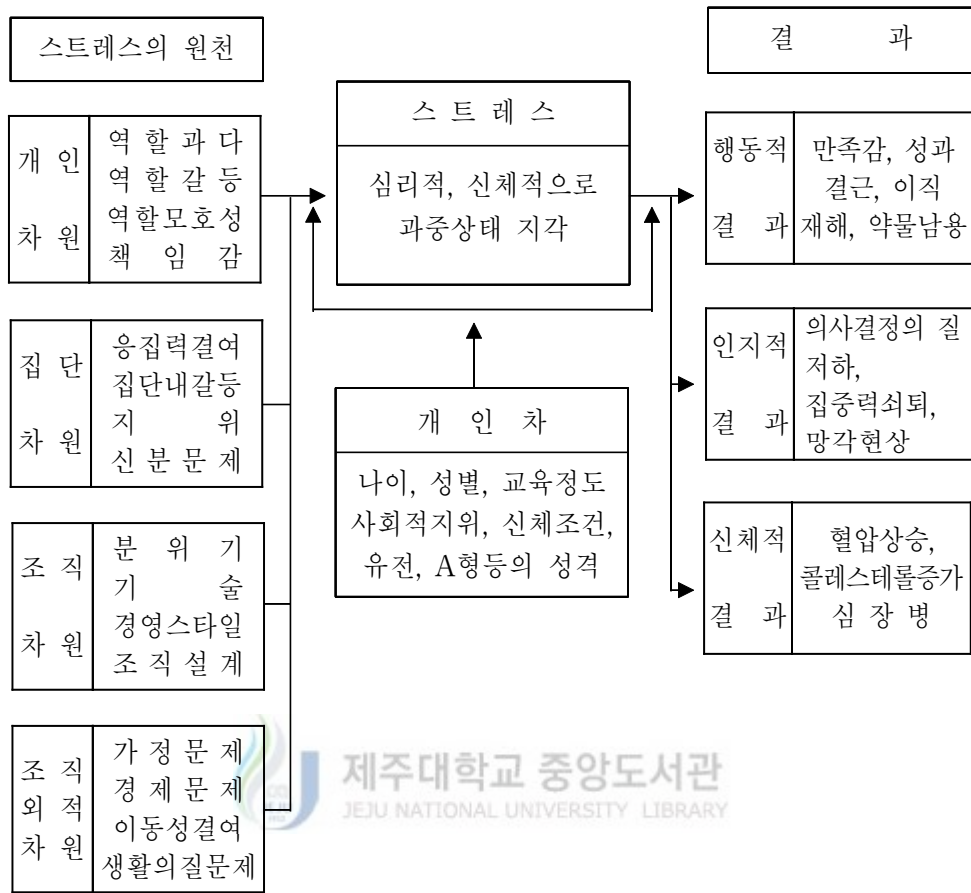 스트레스의 원천
개 인
차 원
역 할 과 다
역 할 갈 등
역할모호성
책 임 감
집 단
차 원
응집력결여
집단내갈등
지 위
신 분 문 제
조 직
차 원
분 위 기
기 술
경영스타일
조 직 설 계
조 직
외 적
차 원
가 정 문 제
경 제 문 제
이동성결여
생활의질문제
스 트 레 스
심리적, 신체적으로
과중상태 지각
개 인 차
나이, 성별, 교육정도
사회적지위, 신체조건,
유전, A형등의 성격
결 과
행동적
결 과
만족감, 성과
결근, 이직
재해, 약물남용
인지적
결 과
의사결정의 질
저하,
집중력쇠퇴,
망각현상
신체적
결 과
혈압상승,
콜레스테롤증가
심 장 병
제주대학교 중앙도서관
JEJU NATIONAL UNIVERSITY LIBRARY